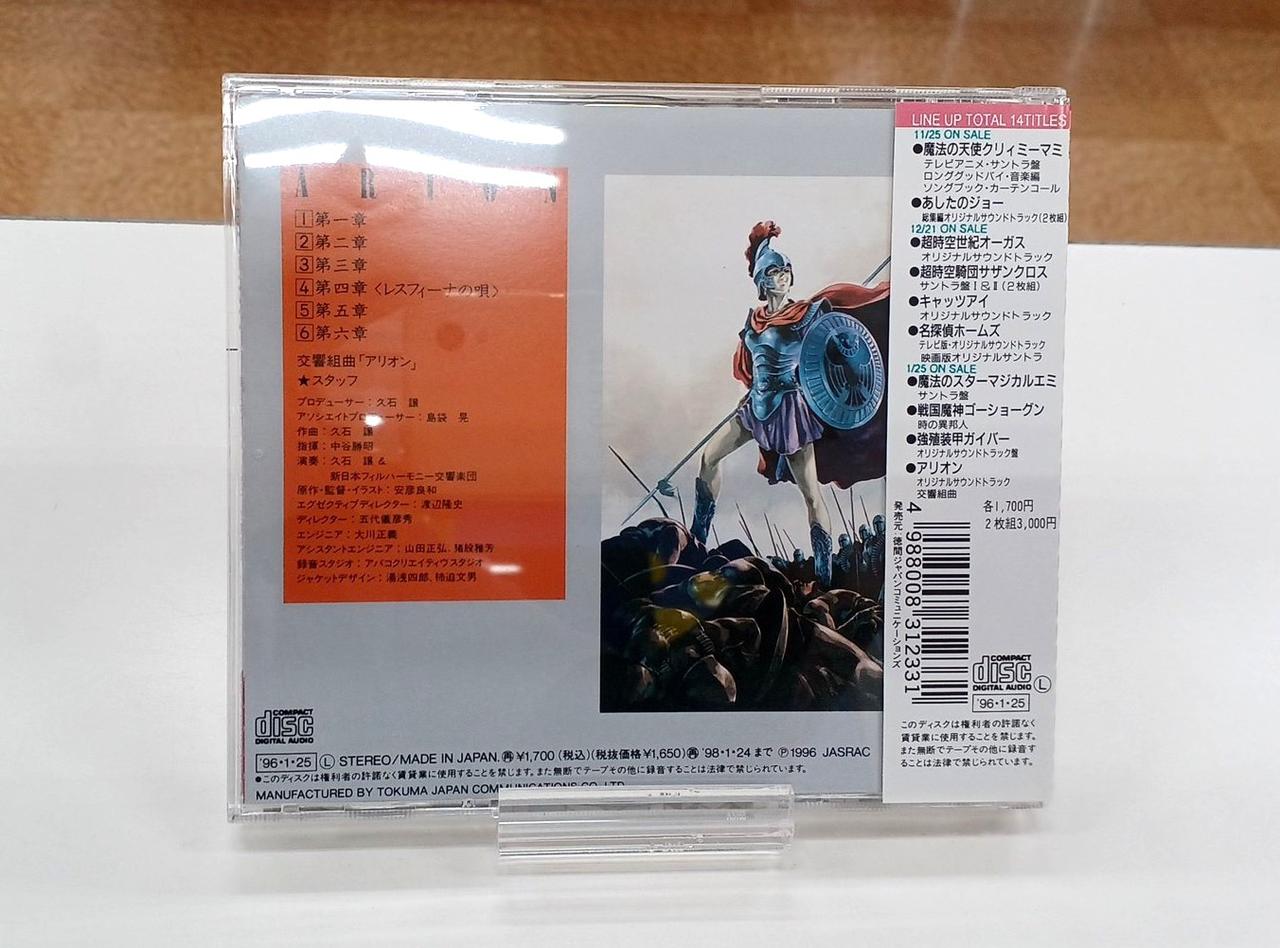 ARION
1 第一章
2 第二章
3 第三章
4 第四章〈レスフィーナの唄〉
5 第五章
6 第六章
交響組曲「アリオン」
★スタッフ
プロデューサー：久石 譲
アソシエイトプロデューサー：島袋 晃
作曲：久石 譲
指揮：中谷勝昭
演奏：久石 譲 &
新日本フィルハーモニー交響楽団
原作・監督・イラスト：安彦良和
エグゼクティブディレクター：渡辺隆史
ディレクター：五代儀彦秀
エンジニア：大川正義
アシスタントエンジニア：山田正弘、猪股雅芳
録音スタジオ：アバコクリエイティウスタジオ
ジャケットデザイン：湯浅四郎、柿迫文男
COMPACT
disc
DIGITAL AUDIO
'96・1・25 Ⓛ STEREO/MADE IN JAPAN. 再 ¥1,700(税込)(税抜価格¥1,650) 再 '98・1・24まで Ⓟ1996 JASRAC
●このディスクは権利者の許諾なく賃貸業に使用することを禁じます。また無断でテープその他に録音することは法律で禁じられています。
MANUFACTURED BY TOKUMA JAPAN COMMUNICATIONS CO., LTD.
LINE UP TOTAL 14TITLES
11/25 ON SALE
●魔法の天使クリィミーマミ
テレビアニメ・サントラ盤
ロンググッドバイ・音楽編
ソングブック・カーテンコール
●あしたのジョー
総集編オリジナルサウンドトラック(2枚組)
12/21 ON SALE
●超時空世紀オーガス
オリジナルサウンドトラック
●超時空騎団サザンクロス
サントラ盤Ⅰ&Ⅱ(2枚組)
●キャッツアイ
オリジナルサウンドトラック
●名探偵ホームズ
テレビ版・オリジナルサウンドトラック
映画版オリジナルサントラ
1/25 ON SALE
●魔法のスターマジカルエミ
サントラ盤
●戦国魔神ゴーショーグン
時の異邦人
●強殖装甲ガイバー
オリジナルサウンドトラック盤
●アリオン
オリジナルサウンドトラック
交響組曲
各1,700円
2枚組3,000円
発売元：徳間ジャパンコミュニケーションズ
4 988008 312331
COMPACT
disc
DIGITAL AUDIO
Ⓛ
'96・1・25
このディスクは権利者の許諾なく
賃貸業に使用することを禁じます。
また無断でテープその他に録音す
ることは法律で禁じられています。